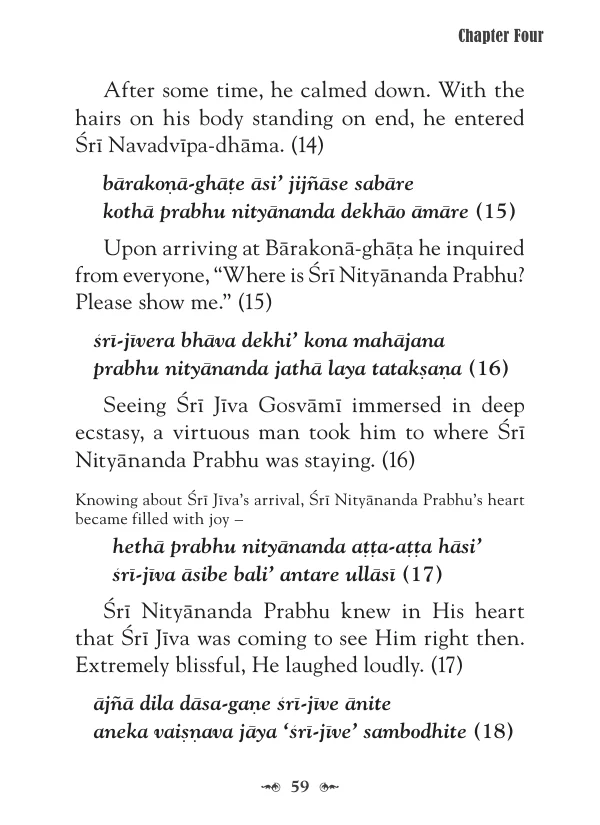 Chapter Four
After some time, he calmed down. With the
hairs on his body standing on end, he entered
Śrī Navadvīpa-dhāma. (14)
bārakoṇā-ghāṭe āsi’ jijñāse sabāre
kothā prabhu nityānanda dekhāo āmāre (15)
Upon arriving at Bārakonā-ghāṭa he inquired
from everyone, “Where is Śrī Nityānanda Prabhu?
Please show me.” (15)
śrī-jīvera bhāva dekhi’ kona mahājana
prabhu nityānanda jathā laya tatakṣaṇa (16)
Seeing Śrī Jīva Gosvāmī immersed in deep
ecstasy, a virtuous man took him to where Śrī
Nityānanda Prabhu was staying. (16)
Knowing about Śrī Jīva’s arrival, Śrī Nityānanda Prabhu’s heart
became filled with joy –
hethā prabhu nityānanda aṭṭa-aṭṭa hāsi’
śrī-jīva āsibe bali’ antare ullāsī (17)
Śrī Nityānanda Prabhu knew in His heart
that Śrī Jīva was coming to see Him right then.
Extremely blissful, He laughed loudly. (17)
ājñā dila dāsa-gaṇe śrī-jīve ānite
aneka vaiṣṇava jāya ‘śrī-jīve’ sambodhite (18)
59